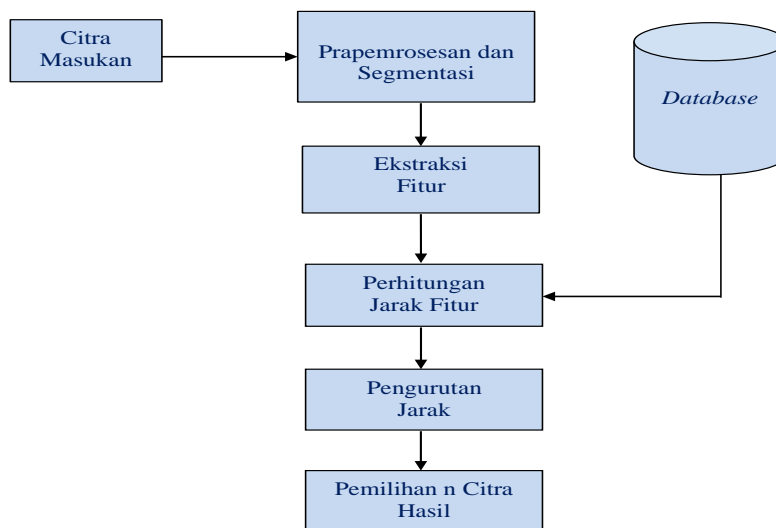 Citra
Masukan
Prapemrosesan dan
Segmentasi
Database
Ekstraksi
Fitur
Perhitungan
Jarak Fitur
Pengurutan
Jarak
Pemilihan n Citra
Hasil